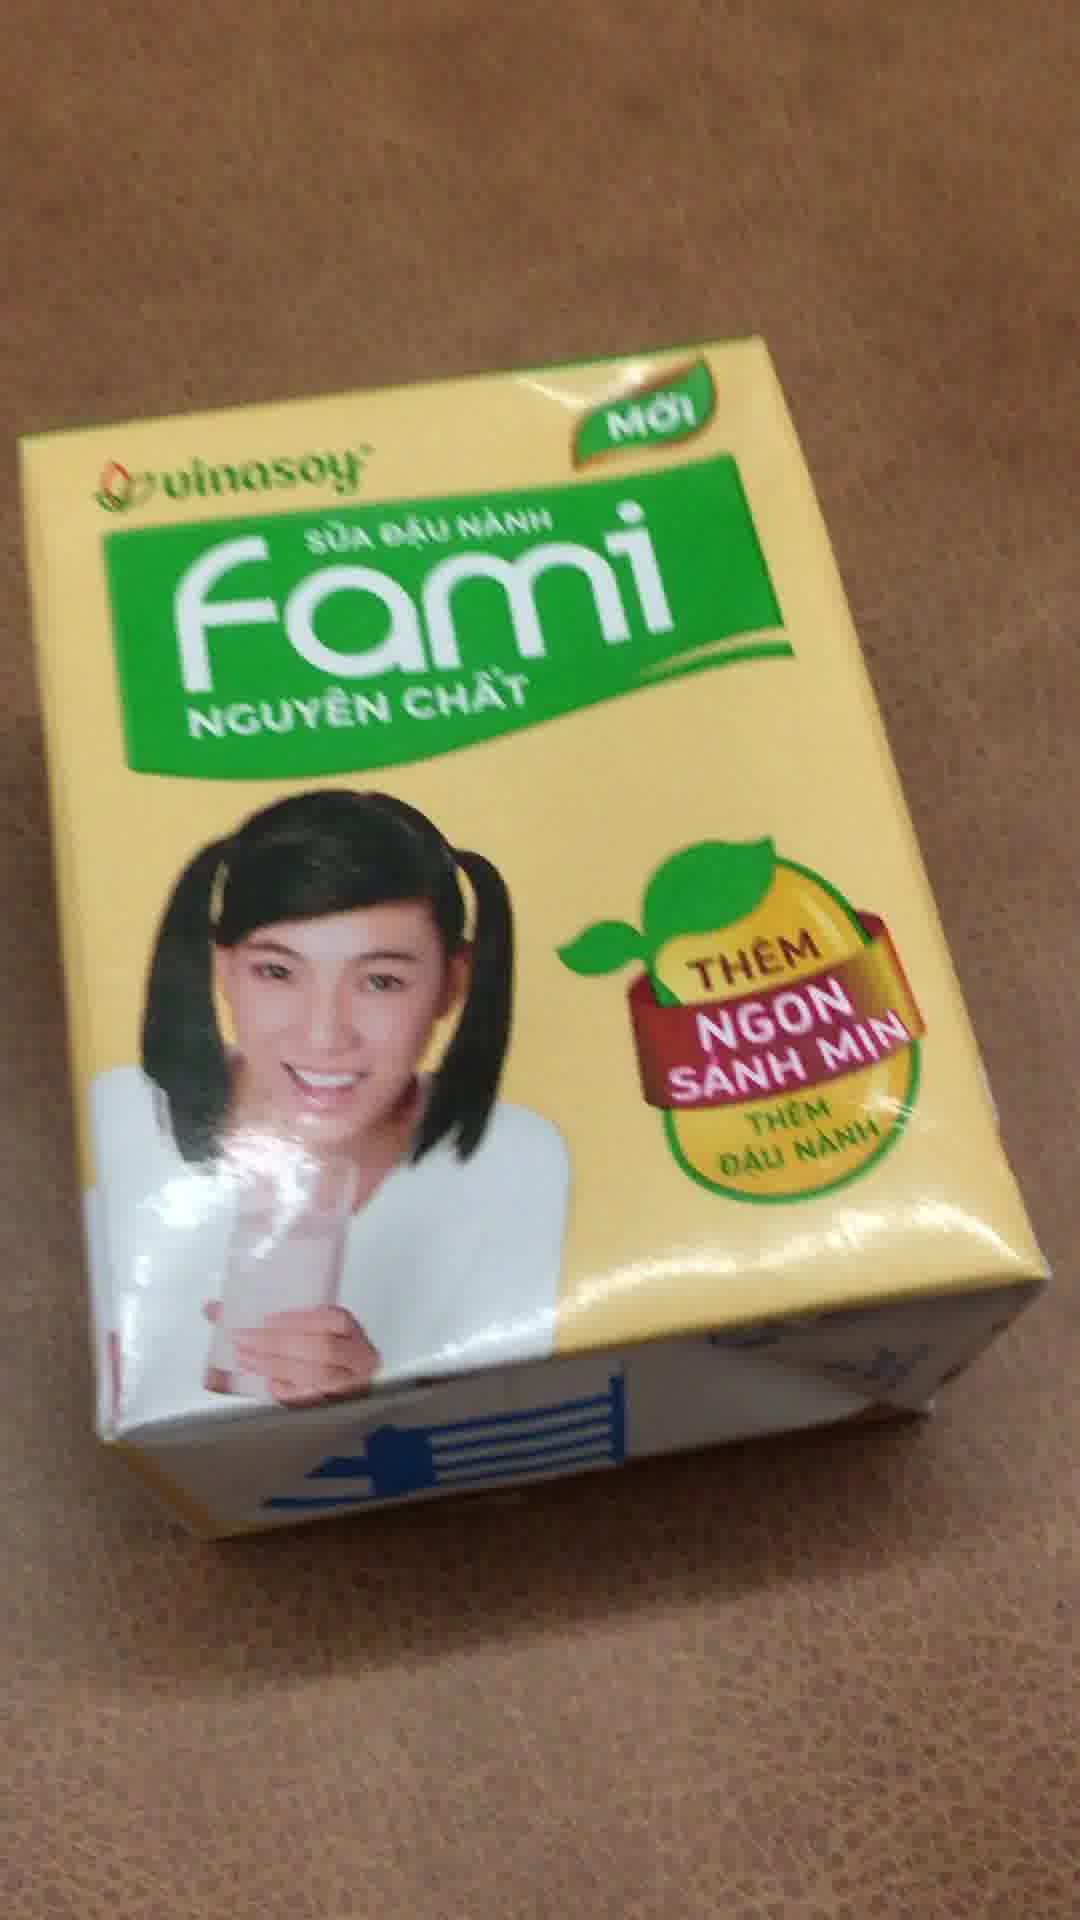 MỚI
vinasoy
SỮA ĐẬU NÀNH
fami
NGUYÊN CHẤT
THÊM
NGON
SÁNH MỊN
THÊM
ĐẬU NÀNH